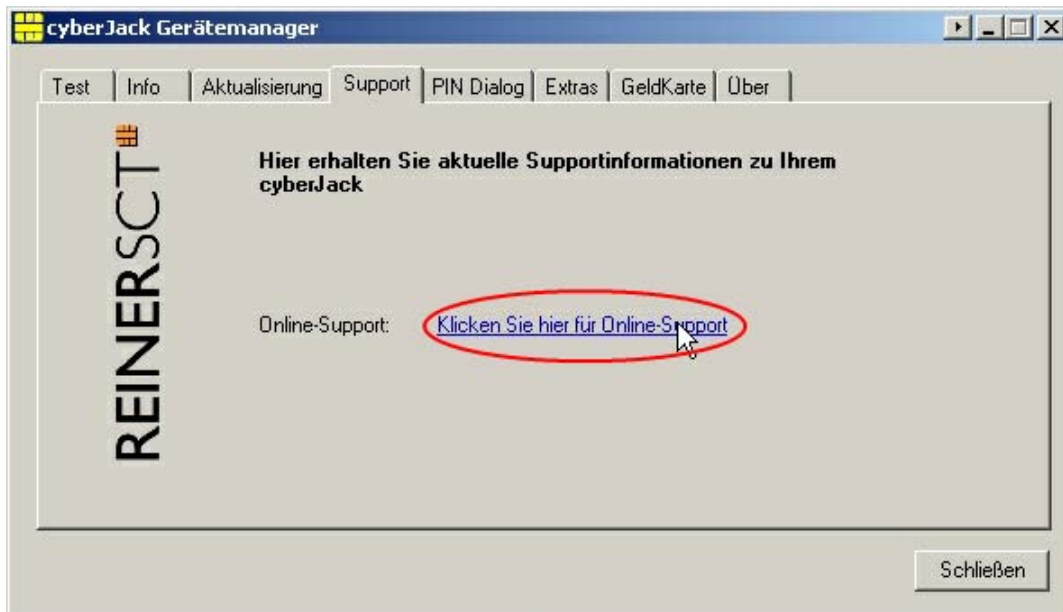 cyberJack Gerätemanager
Test Info Aktualisierung Support PIN Dialog Extras GeldKarte Über
REINERSCT
Hier erhalten Sie aktuelle Supportinformationen zu Ihrem
cyberJack
Online-Support: Klicken Sie hier für Online-Support
Schließen